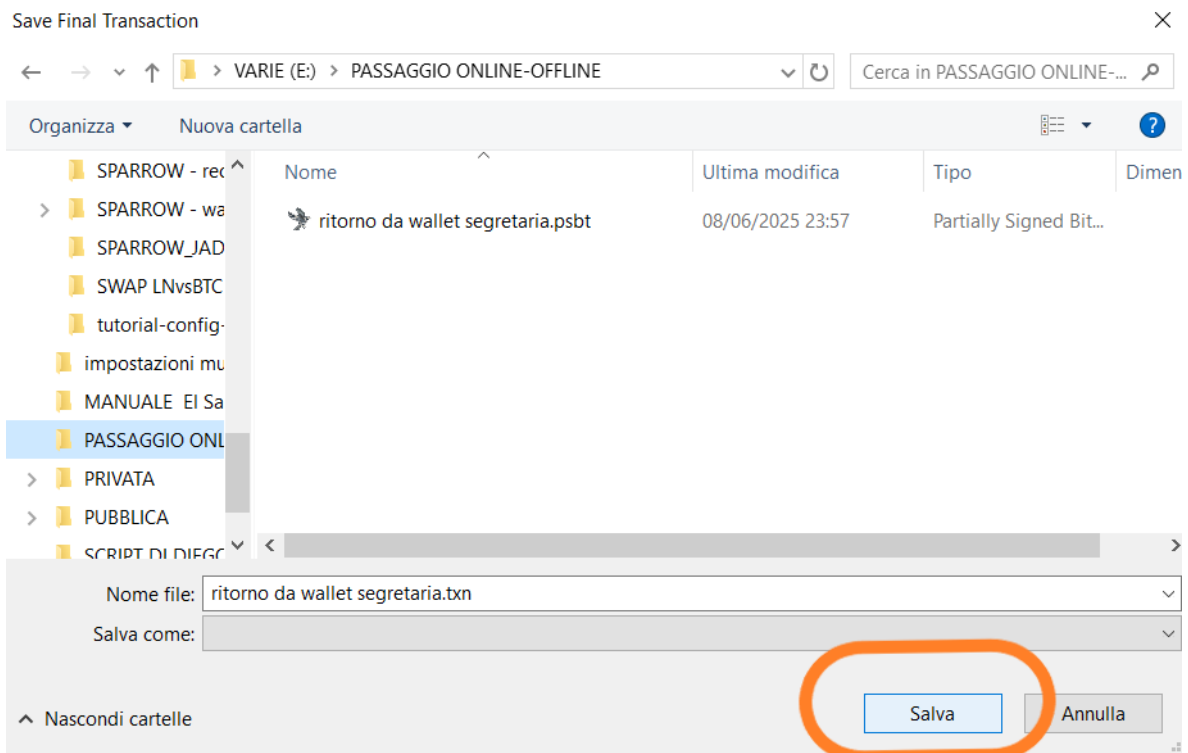 Save Final Transaction
VARIE (E:) PASSAGGIO ONLINE-OFFLINE
Cerca in PASSAGGIO ONLINE-...
Organizza Nuova cartella
Nome Ultima modifica Tipo Dimen
SPARROW - rec
SPARROW - wa
SPARROW_JAD
SWAP LNvsBTC
tutorial-config-
impostazioni mu
MANUALE El Sa
PASSAGGIO ONL
PRIVATA
PUBBLICA
SCRIPT DI DIEGO
ritorno da wallet segretaria.psbt 08/06/2025 23:57 Partially Signed Bit...
Nome file: ritorno da wallet segretaria.txn
Salva come:
Nascondi cartelle
Salva Annulla